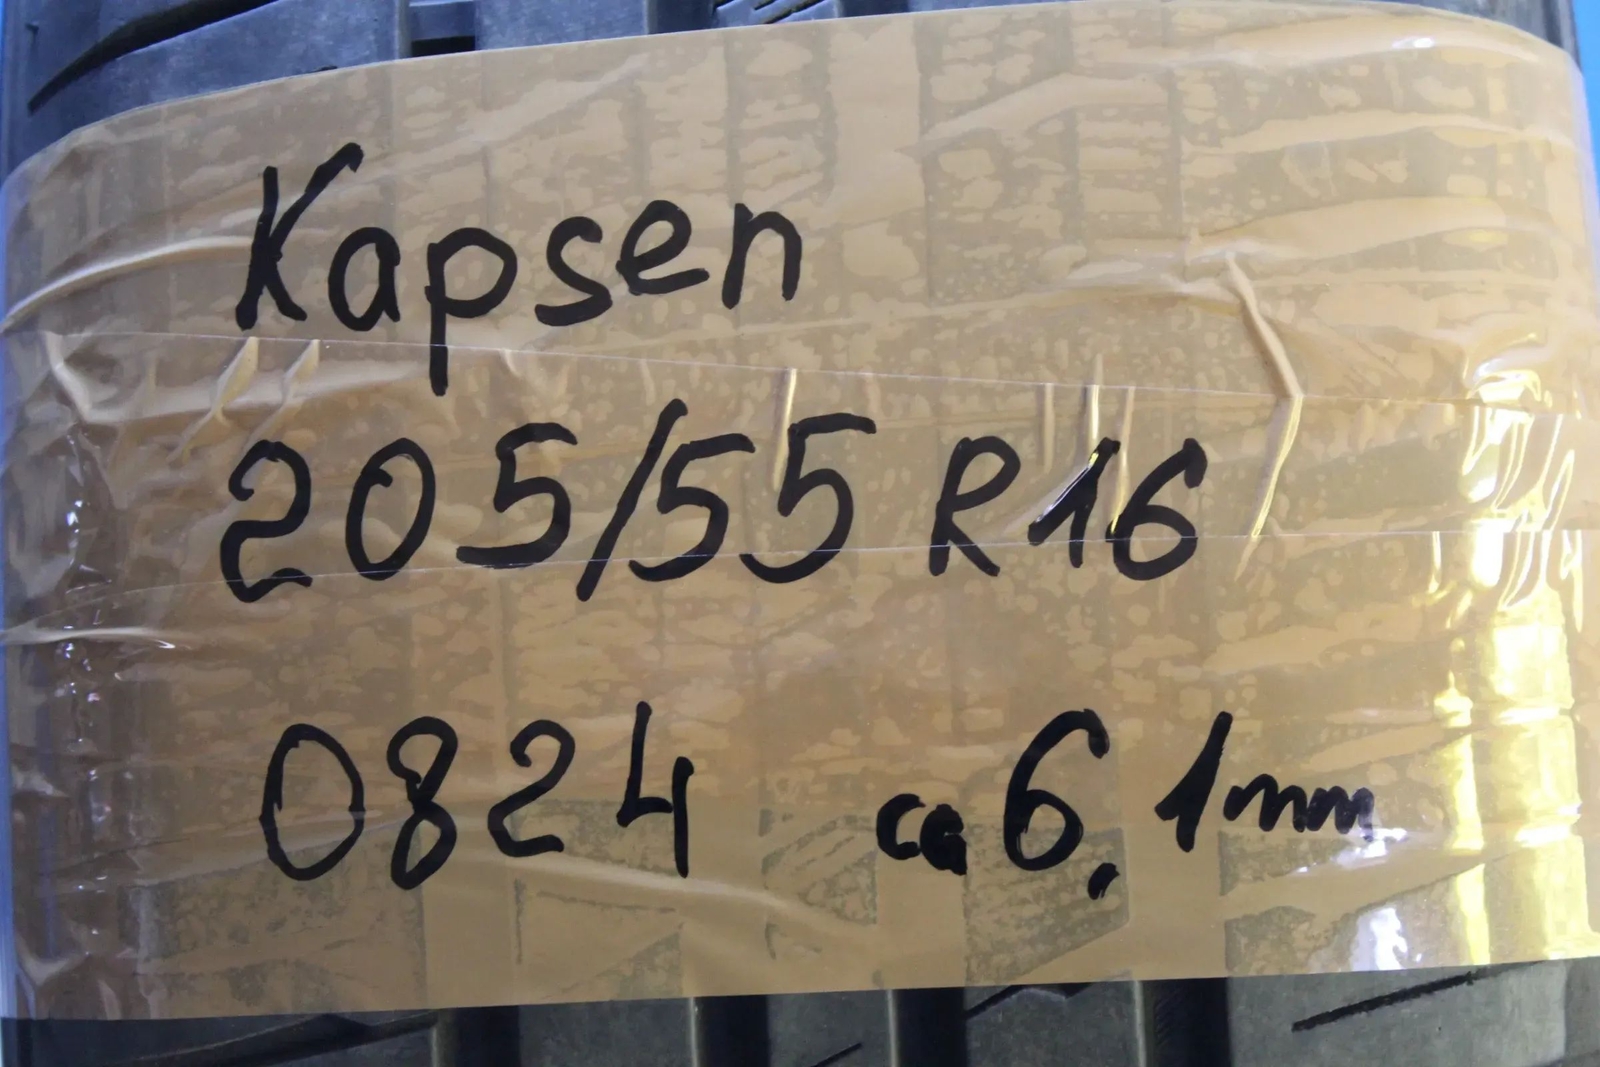 Kapsen
205/55 R16
0824 ca 6,1mm